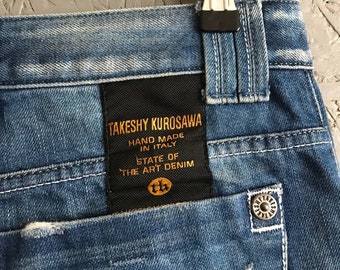 TAKESHY KUROSAWA
HAND MADE
IN ITALY
STATE OF
THE ART DENIM